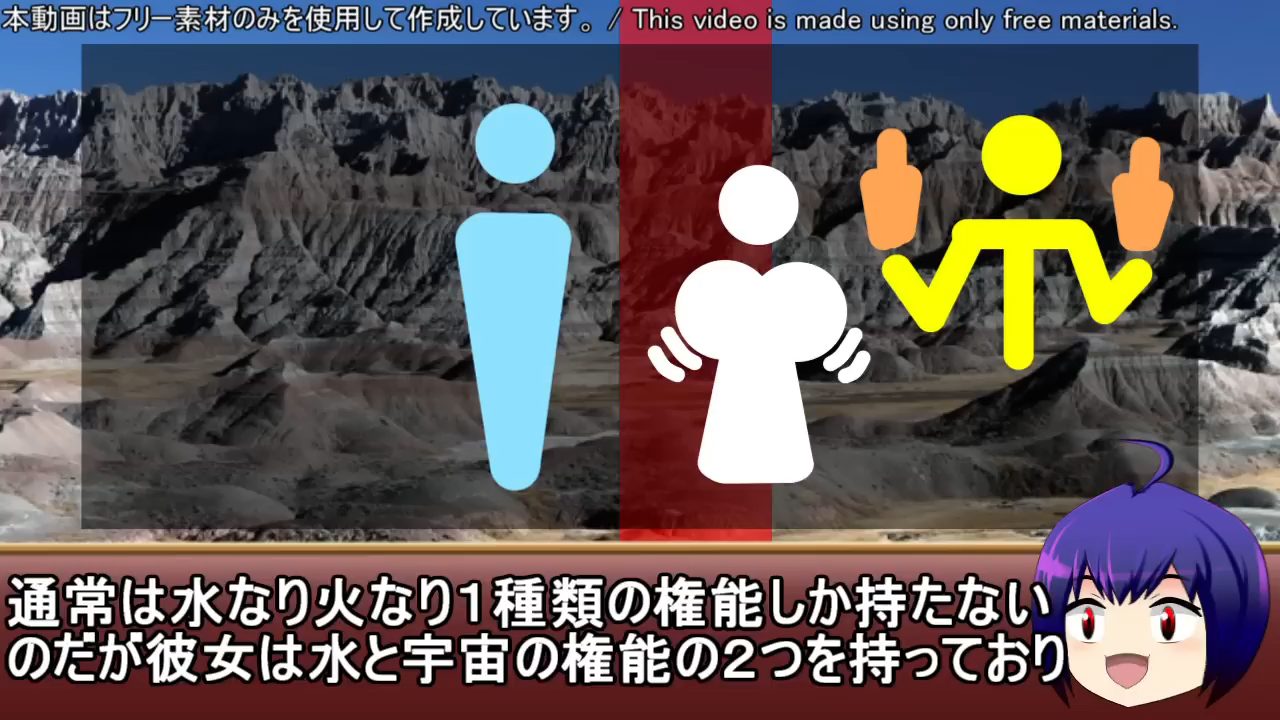 本動画はフリー素材のみを使用して作成しています。 / This video is made using only free materials.
通常は水なり火なり1種類の権能しか持たない
のだが彼女は水と宇宙の権能の2つを持っており